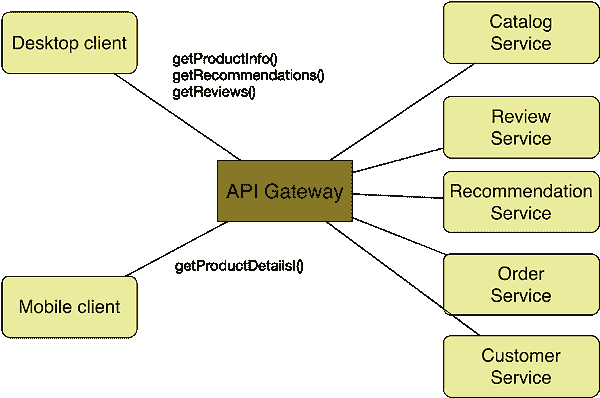 Desktop client
getProductInfo()
getRecommendations()
getReviews()
Catalog
Service
Review
Service
API Gateway
Recommendation
Service
getProductDetailsl()
Order
Service
Mobile client
Customer
Service